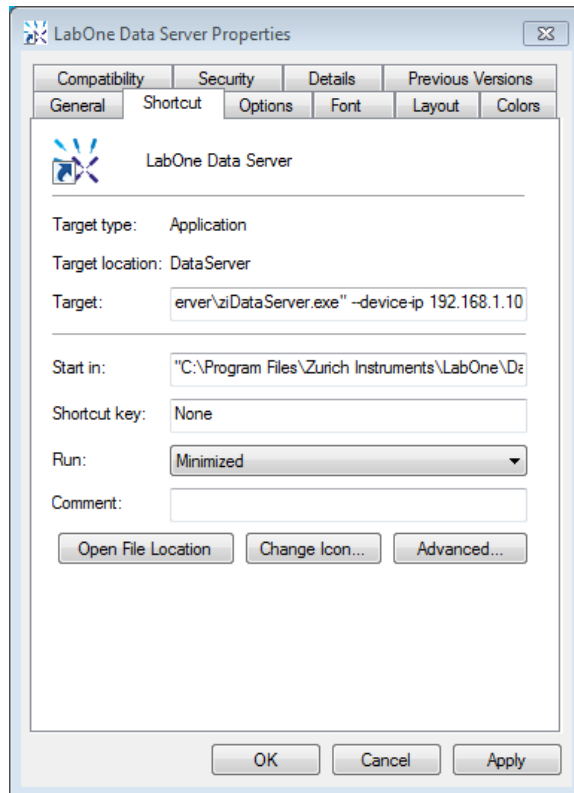 LabOne Data Server Properties
Compatibility Security Details Previous Versions
General Shortcut Options Font Layout Colors
LabOne Data Server
Target type: Application
Target location: DataServer
Target: erver\ziDataServer.exe" --device-ip 192.168.1.10
Start in: "C:\Program Files\Zurich Instruments\LabOne\Da
Shortcut key: None
Run: Minimized
Comment:
Open File Location Change Icon... Advanced...
OK Cancel Apply